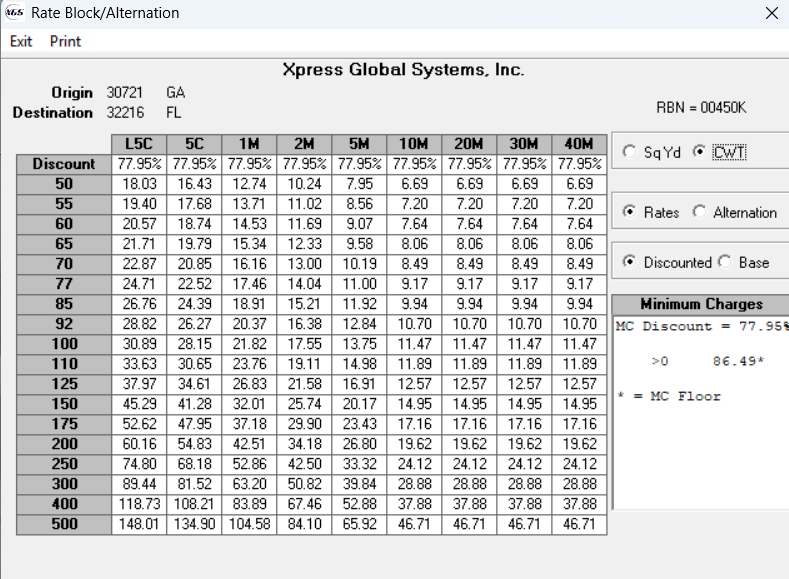 XGS Rate Block/Alternation
Exit Print
Xpress Global Systems, Inc.
Origin 30721 GA
Destination 32216 FL
RBN = 00450K
L5C 5C 1M 2M 5M 10M 20M 30M 40M
Discount 77.95% 77.95% 77.95% 77.95% 77.95% 77.95% 77.95% 77.95% 77.95%
50 18.03 16.43 12.74 10.24 7.95 6.69 6.69 6.69 6.69
55 19.40 17.68 13.71 11.02 8.56 7.20 7.20 7.20 7.20
60 20.57 18.74 14.53 11.69 9.07 7.64 7.64 7.64 7.64
65 21.71 19.79 15.34 12.33 9.58 8.06 8.06 8.06 8.06
70 22.87 20.85 16.16 13.00 10.19 8.49 8.49 8.49 8.49
77 24.71 22.52 17.46 14.04 11.00 9.17 9.17 9.17 9.17
85 26.76 24.39 18.91 15.21 11.92 9.94 9.94 9.94 9.94
92 28.82 26.27 20.37 16.38 12.84 10.70 10.70 10.70 10.70
100 30.89 28.15 21.82 17.55 13.75 11.47 11.47 11.47 11.47
110 33.63 30.65 23.76 19.11 14.98 11.89 11.89 11.89 11.89
125 37.97 34.61 26.83 21.58 16.91 12.57 12.57 12.57 12.57
150 45.29 41.28 32.01 25.74 20.17 14.95 14.95 14.95 14.95
175 52.62 47.95 37.18 29.90 23.43 17.16 17.16 17.16 17.16
200 60.16 54.83 42.51 34.18 26.80 19.62 19.62 19.62 19.62
250 74.80 68.18 52.86 42.50 33.32 24.12 24.12 24.12 24.12
300 89.44 81.52 63.20 50.82 39.84 28.88 28.88 28.88 28.88
400 118.73 108.21 83.89 67.46 52.88 37.88 37.88 37.88 37.88
500 148.01 134.90 104.58 84.10 65.92 46.71 46.71 46.71 46.71
Sq Yd CWT
Rates Alternation
Discounted Base
Minimum Charges
MC Discount = 77.95%
>0 86.49*
* = MC Floor